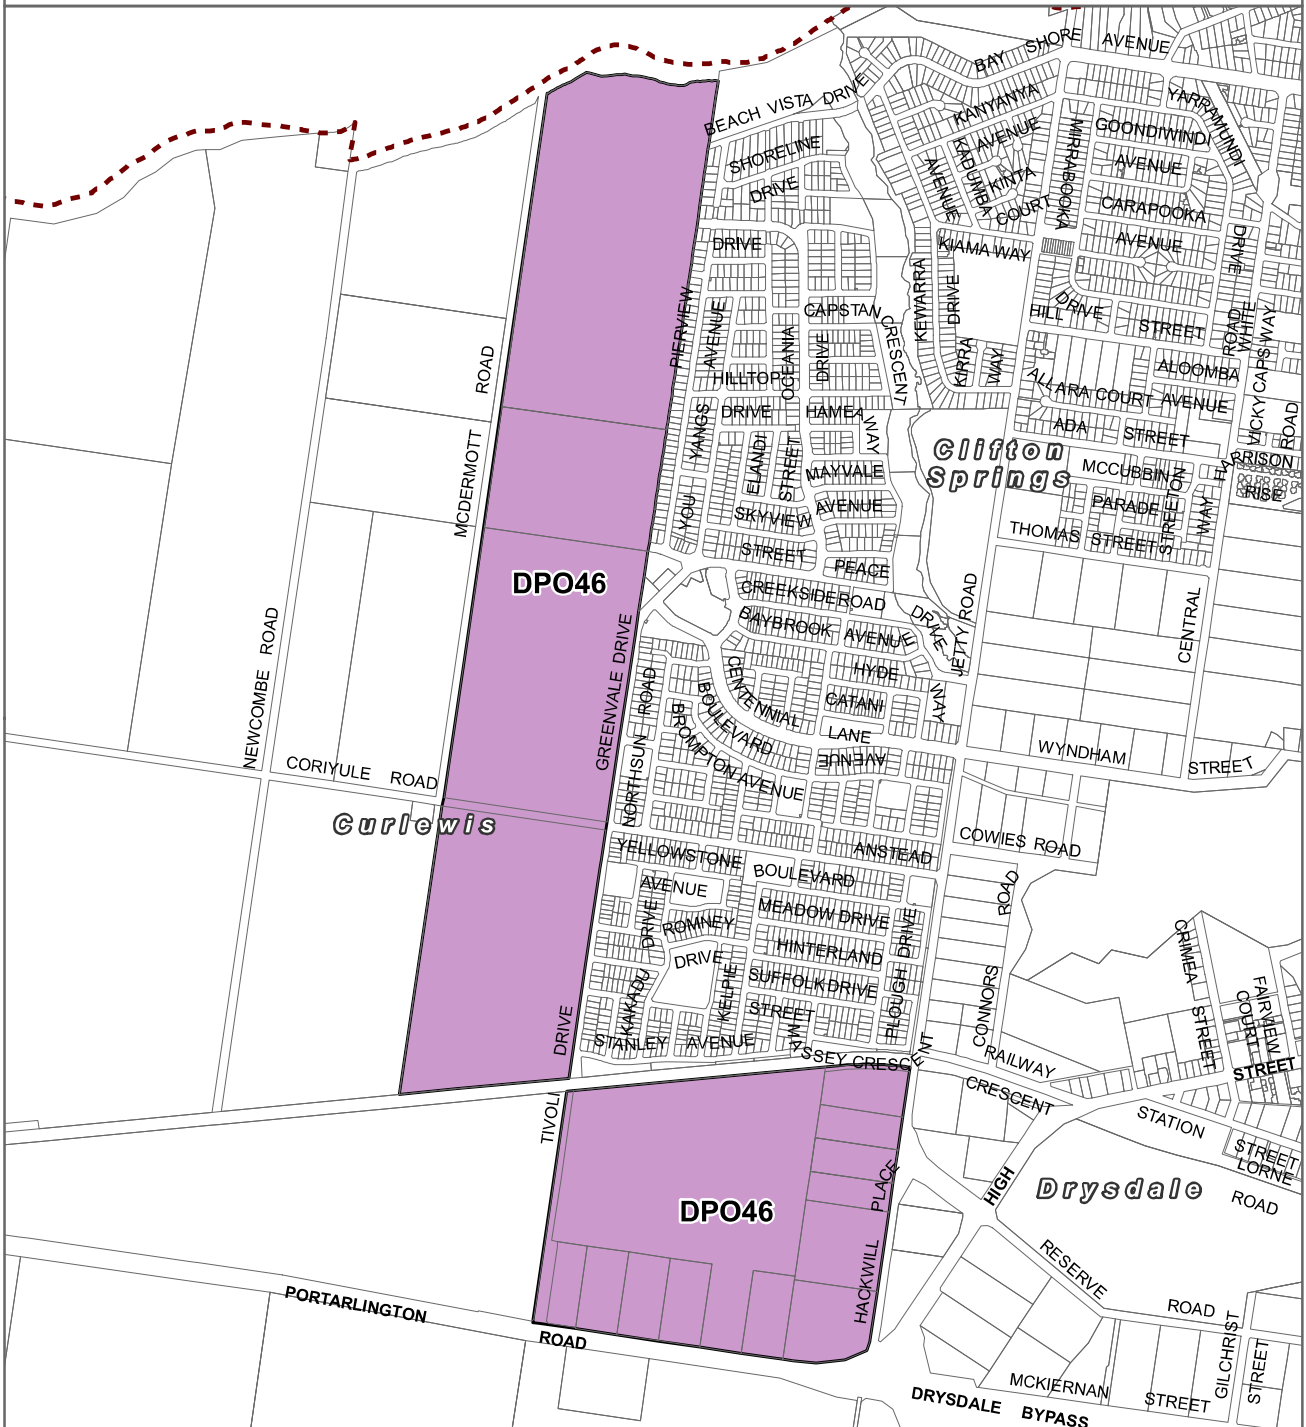 BAY SHORE AVENUE
BEACH VISTA DRIVE
KANYANYA
AVENUE
YARRAMUNDI
DRIVE
GOONDIWINDI
AVENUE
MIRRABOOKA
SHORELINE
DRIVE
KADUMBA
AVENUE
KINTA
COURT
CARAPOOKA
AVENUE
DRIVE
KIAMA WAY
KEWARRA
DRIVE
PIERVIEW
AVENUE
OCEANIA
DRIVE
CAPSTAN
CRESCENT
HILL
DRIVE
STREET
WHITE
ROAD
VICKY CAPS WAY
KIRRA
WAY
ROAD
MCDERMOTT
HILLTOP
DRIVE
ALOOMBA
AVENUE
ALLARA COURT
HAMEA
WAY
YANGS
YOU
ELANDI
STREET
ADA
STREET
ROAD
Clifton
Springs
HARRISON
RISE
MCCUBBIN
PARADE
STREETON
WAY
MAYVALE
AVENUE
SKYVIEW
STREET
THOMAS STREET
DPO46
PEACE
ROAD
CREEKSIDE
DRIVE
JETTY ROAD
CENTRAL
BAYBROOK AVENUE
NEWCOMBE ROAD
GREENVALE DRIVE
HYDE
WAY
NORTHSUN ROAD
CENTENNIAL
BOULEVARD
BROMPTON AVENUE
CATANI
LANE
AVENUE
WYNDHAM
STREET
CORIYULE ROAD
Curlewis
COWIES ROAD
YELLOWSTONE
AVENUE
ANSTEAD
BOULEVARD
CONNORS ROAD
MEADOW DRIVE
PLOUGH DRIVE
KAKADU DRIVE
ROMNEY
DRIVE
HINTERLAND
KELPIE
STREET
SUFFOLK DRIVE
CRIMEA
STREET
FAIRVIEW
COURT
STREET
STANLEY AVENUE
MASSEY CRESCENT
RAILWAY
CRESCENT
TIVOLI
DRIVE
STATION
STREET
LORNE
ROAD
HIGH
Drysdale
DPO46
HACKWILL PLACE
RESERVE
ROAD
PORTARLINGTON
ROAD
GILCHRIST
STREET
MCKIERNAN
STREET
DRYSDALE BYPASS